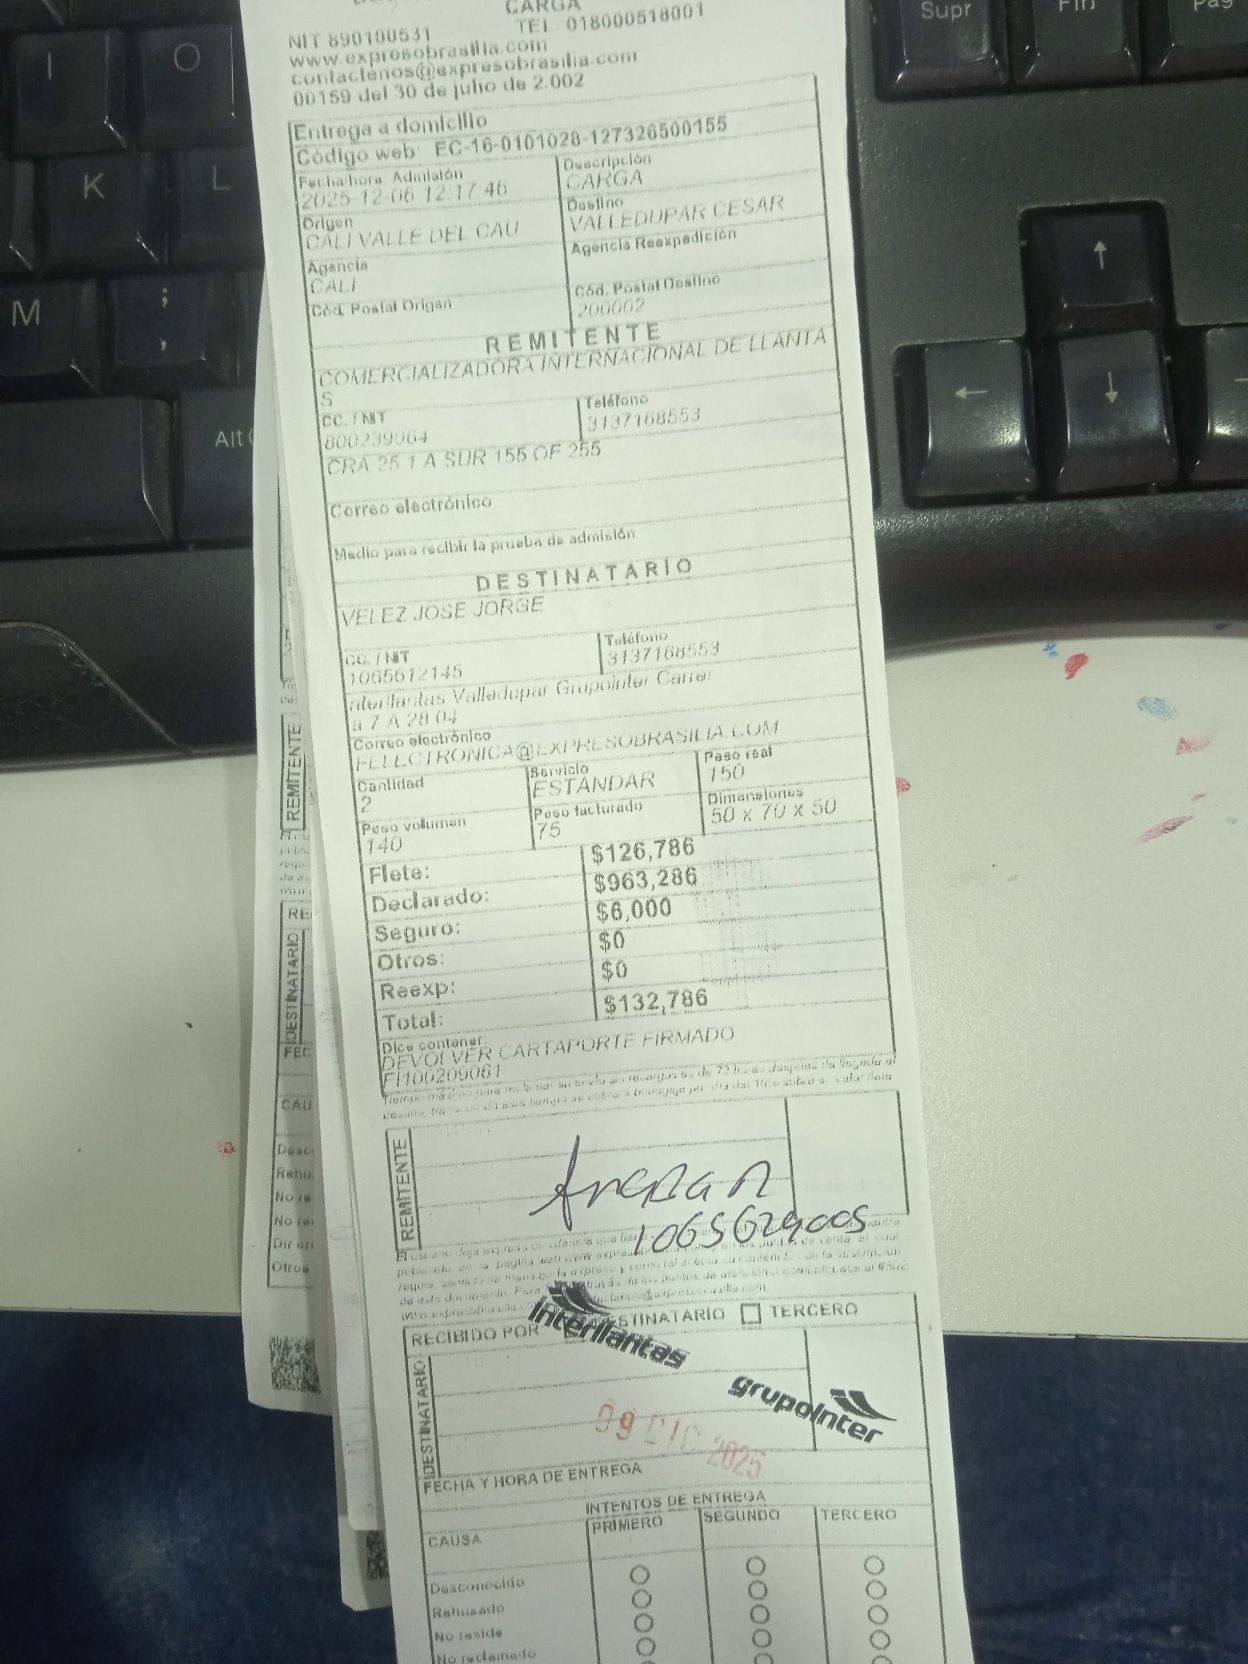 CARGA
NIT 890100531 TEL. 018000518001
www.expresobrasilia.com
contactenos@expresobrasilia.com
00159 del 30 de julio de 2.002
Entrega a domicilio
Código web: EC-16-0101028-127326500155
Fecha/hora. Admisión Descripción
2025-12-06 12:17:46 CARGA
Origen Destino
CALI VALLE DEL CAU VALLEDUPAR CESAR
Agencia Agencia Reexpedición
CALI
Cód. Postal Origen Cód. Postal Destino
200002
REMITENTE
COMERCIALIZADORA INTERNACIONAL DE LLANTA
S
CC. / NIT Teléfono
800239064 3137168553
CRA 25 1 A SUR 155 OF 255
Correo electrónico
Medio para recibir la prueba de admisión
DESTINATARIO
VELEZ JOSE JORGE
CC. / NIT Teléfono
1065612145 3137168553
nterllantas Valledupar Grupointer Carrer
a 7 A 28 04
Correo electrónico
FELECTRONICA@EXPRESOBRASILIA.COM
Cantidad Servicio Peso real
2 ESTANDAR 150
Peso volumen Peso facturado Dimensiones
140 75 50 x 70 x 50
Flete: $126,786
Declarado: $963,286
Seguro: $6,000
Otros: $0
Reexp: $0
Total: $132,786
Dice contener:
DEVOLVER CARTAPORTE FIRMADO
FI100209061
REMITENTE
RECIBIDO POR TERCERO
interllantas
grupoInter
DESTINATARIO
09 DIC 2025
FECHA Y HORA DE ENTREGA
INTENTOS DE ENTREGA
CAUSA PRIMERO SEGUNDO TERCERO
Desconocido
Rehusado
No reside
No reclamado
REMITENTE
DESTINATARIO
I O
K L
M ; ,
Alt
Supr Fin
↑
← ↓